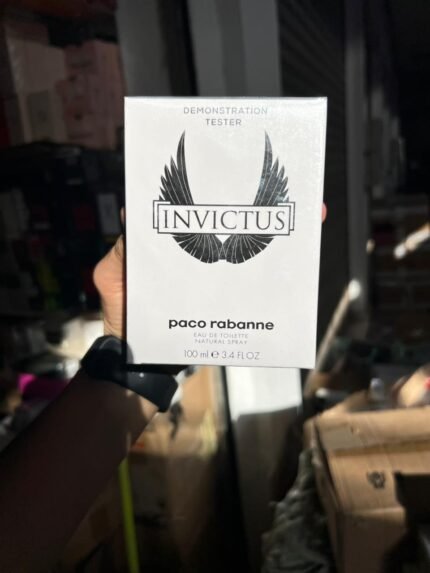 DEMONSTRATION
TESTER
INVICTUS
paco rabanne
EAU DE TOILETTE
NATURAL SPRAY
100 ml ℮ 3.4 FL OZ